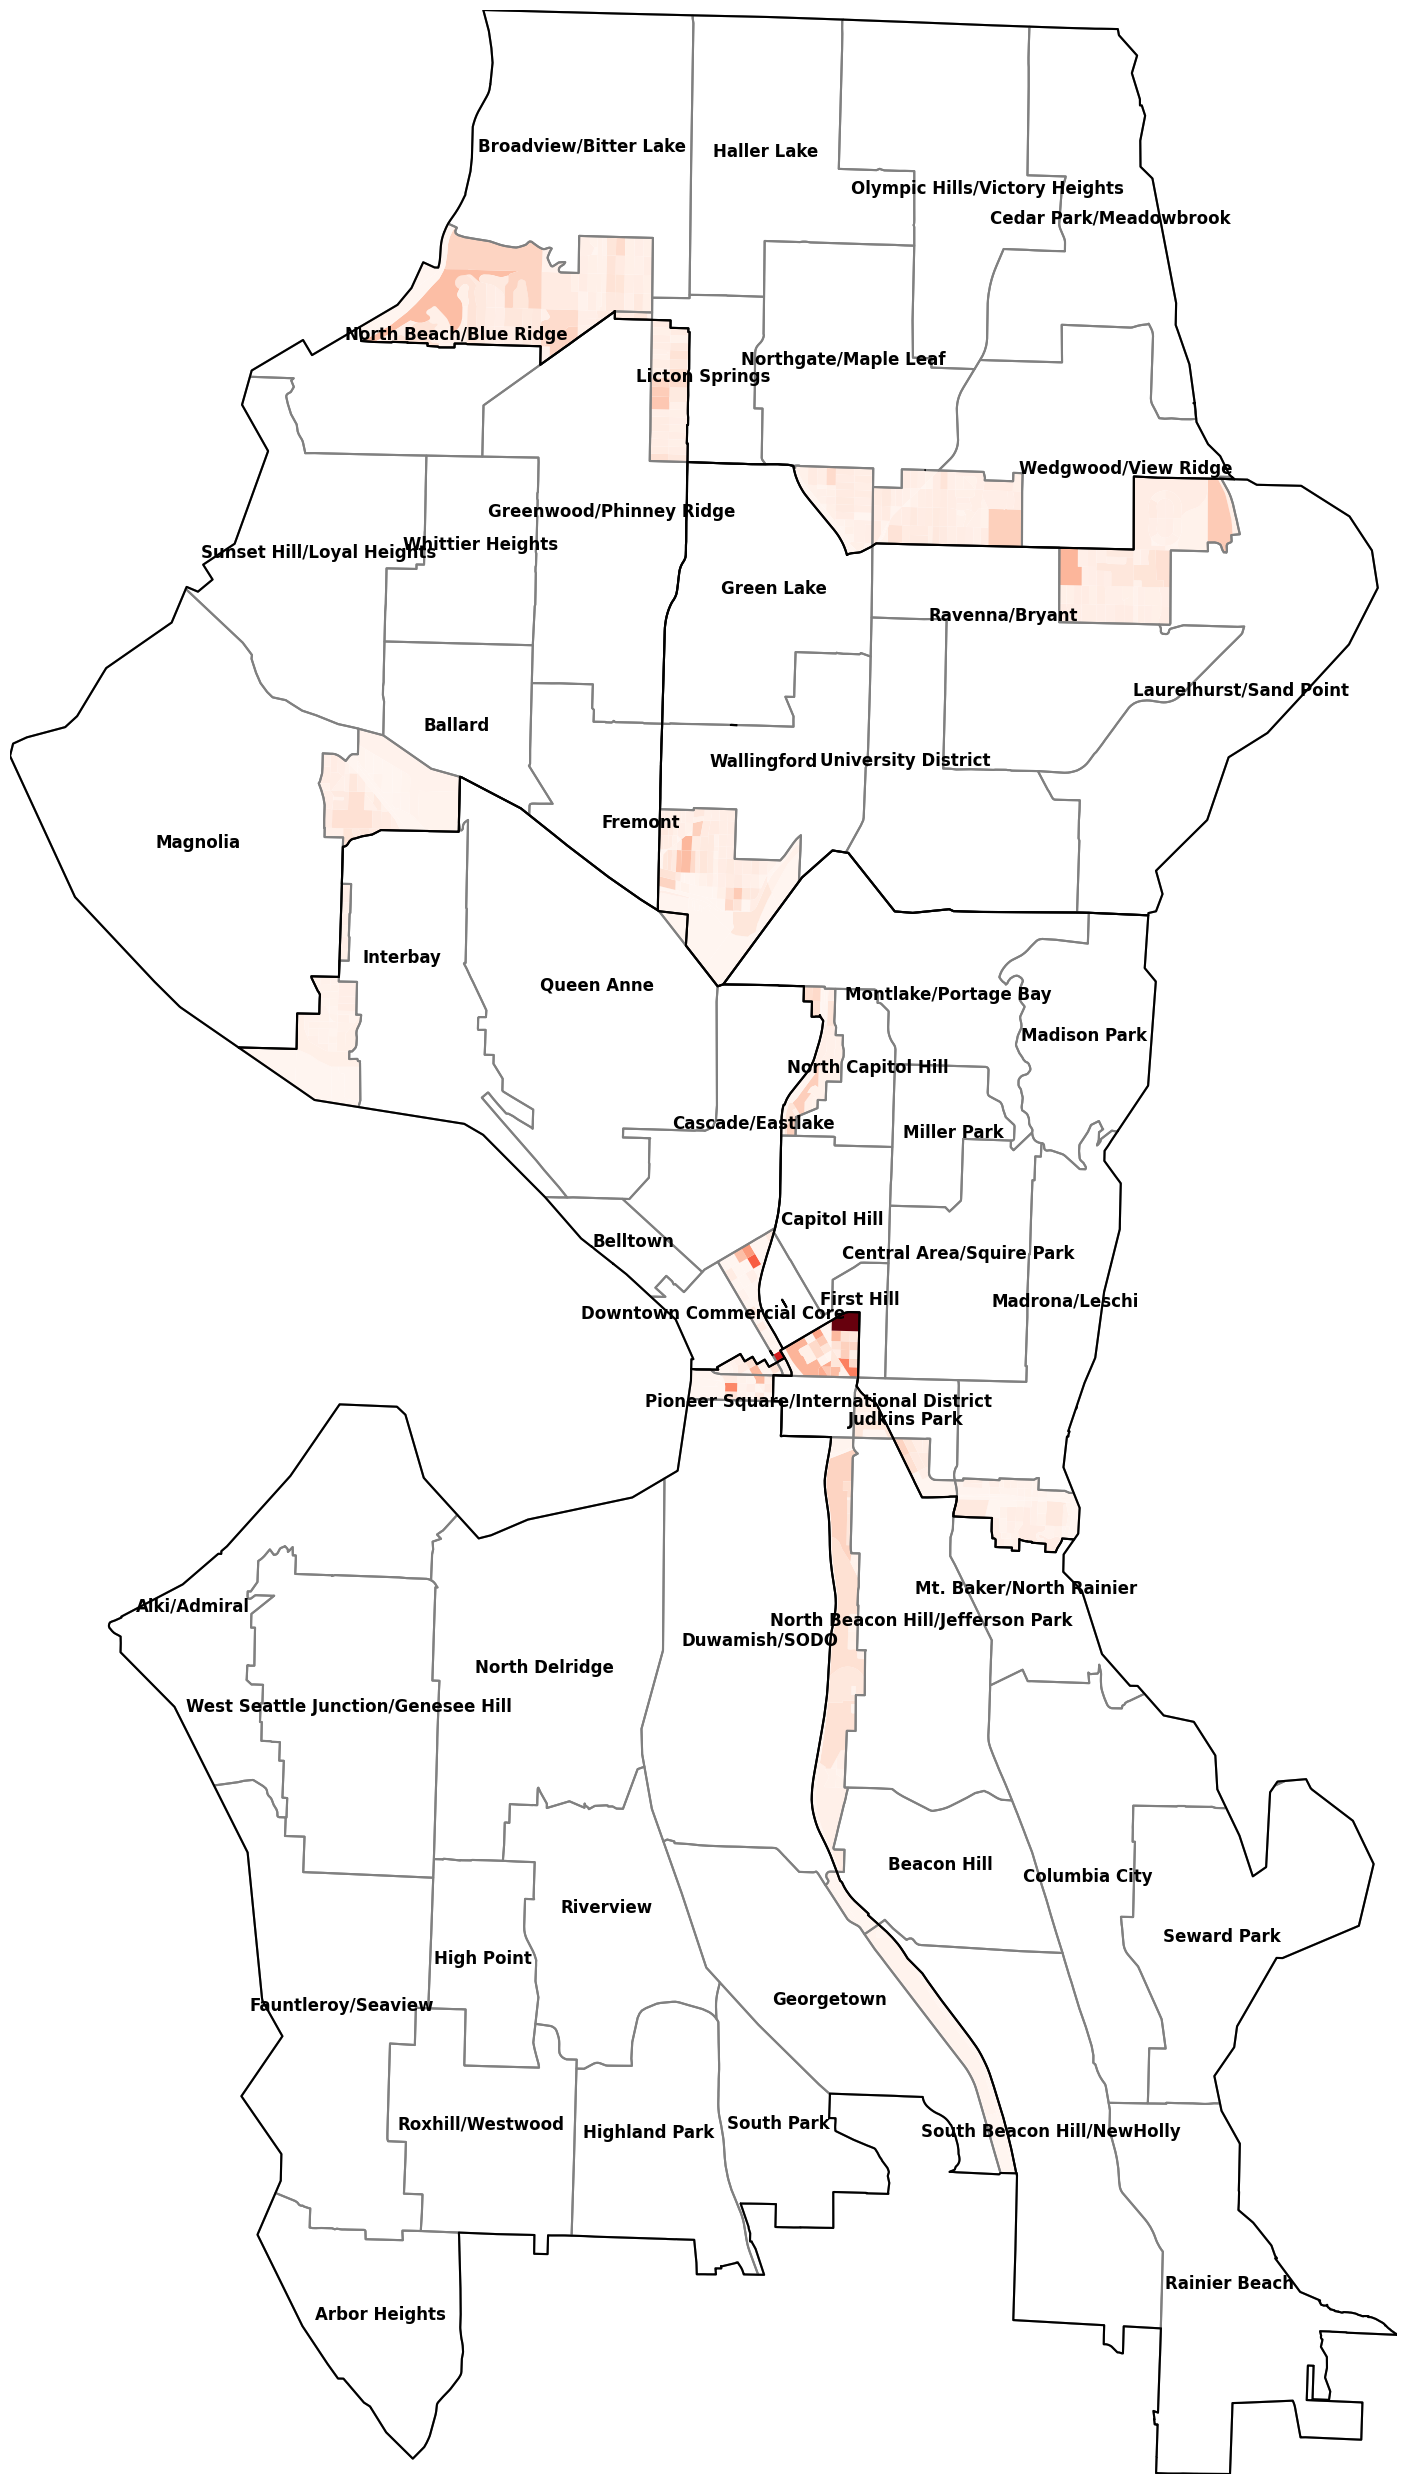 Broadview/Bitter Lake
Haller Lake
Olympic Hills/Victory Heights
Cedar Park/Meadowbrook
North Beach/Blue Ridge
Northgate/Maple Leaf
Licton Springs
Wedgwood/View Ridge
Greenwood/Phinney Ridge
Whittier Heights
Sunset Hill/Loyal Heights
Green Lake
Ravenna/Bryant
Laurelhurst/Sand Point
Ballard
Wallingford
University District
Fremont
Magnolia
Interbay
Queen Anne
Montlake/Portage Bay
Madison Park
North Capitol Hill
Cascade/Eastlake
Miller Park
Capitol Hill
Belltown
Central Area/Squire Park
First Hill
Madrona/Leschi
Downtown Commercial Core
Pioneer Square/International District
Judkins Park
Mt. Baker/North Rainier
Alki/Admiral
North Beacon Hill/Jefferson Park
Duwamish/SODO
North Delridge
West Seattle Junction/Genesee Hill
Beacon Hill
Columbia City
Riverview
Seward Park
High Point
Georgetown
Fauntleroy/Seaview
Roxhill/Westwood
South Park
Highland Park
South Beacon Hill/NewHolly
Rainier Beach
Arbor Heights